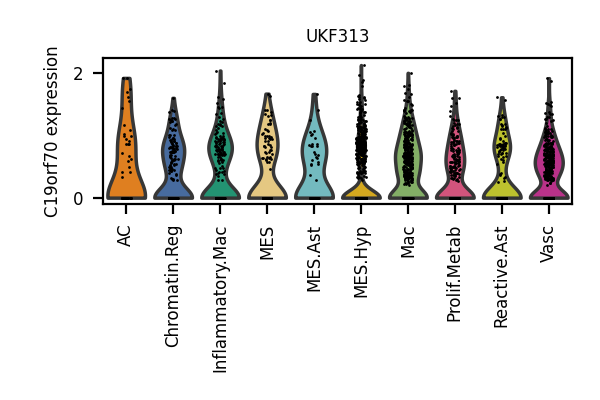 UKF313
C19orf70 expression
2
0
AC
Chromatin.Reg
Inflammatory.Mac
MES
MES.Ast
MES.Hyp
Mac
Prolif.Metab
Reactive.Ast
Vasc